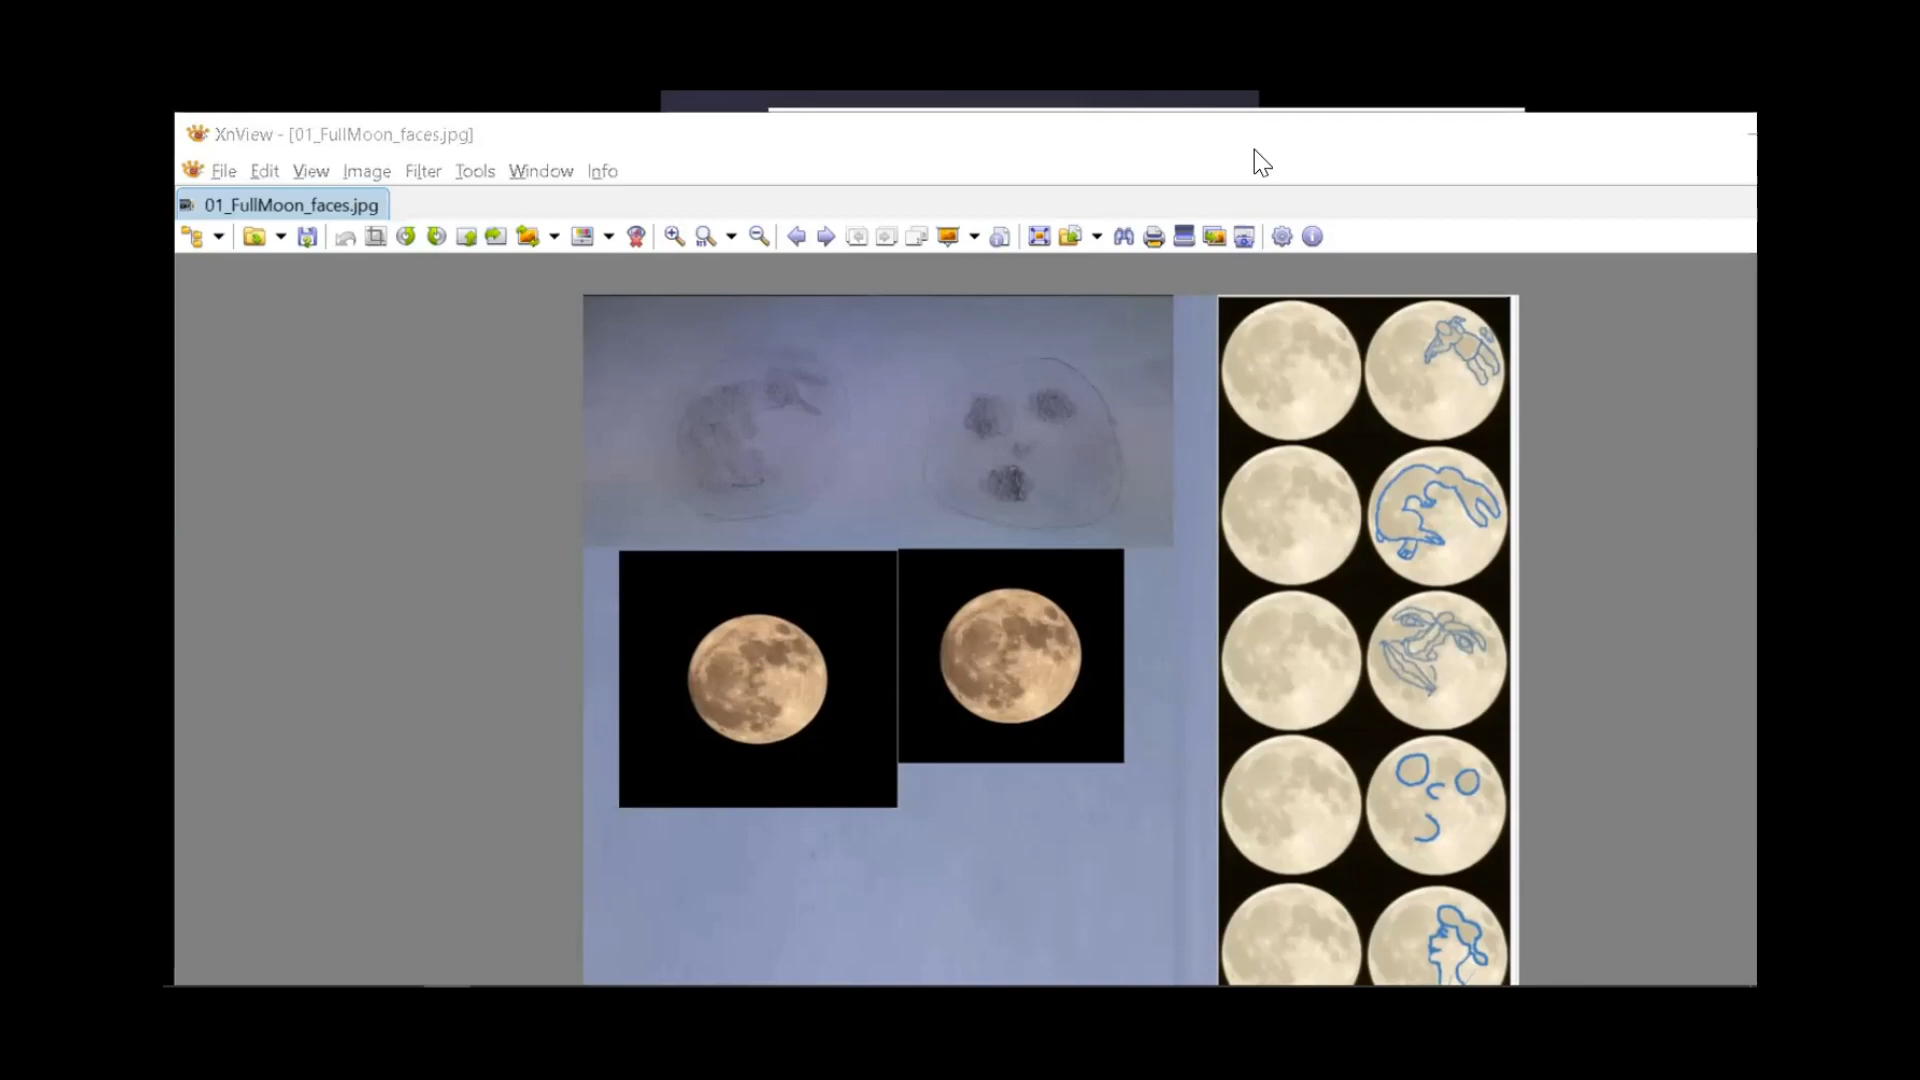 XnView - [01_FullMoon_faces.jpg]
File Edit View Image Filter Tools Window Info
01_FullMoon_faces.jpg